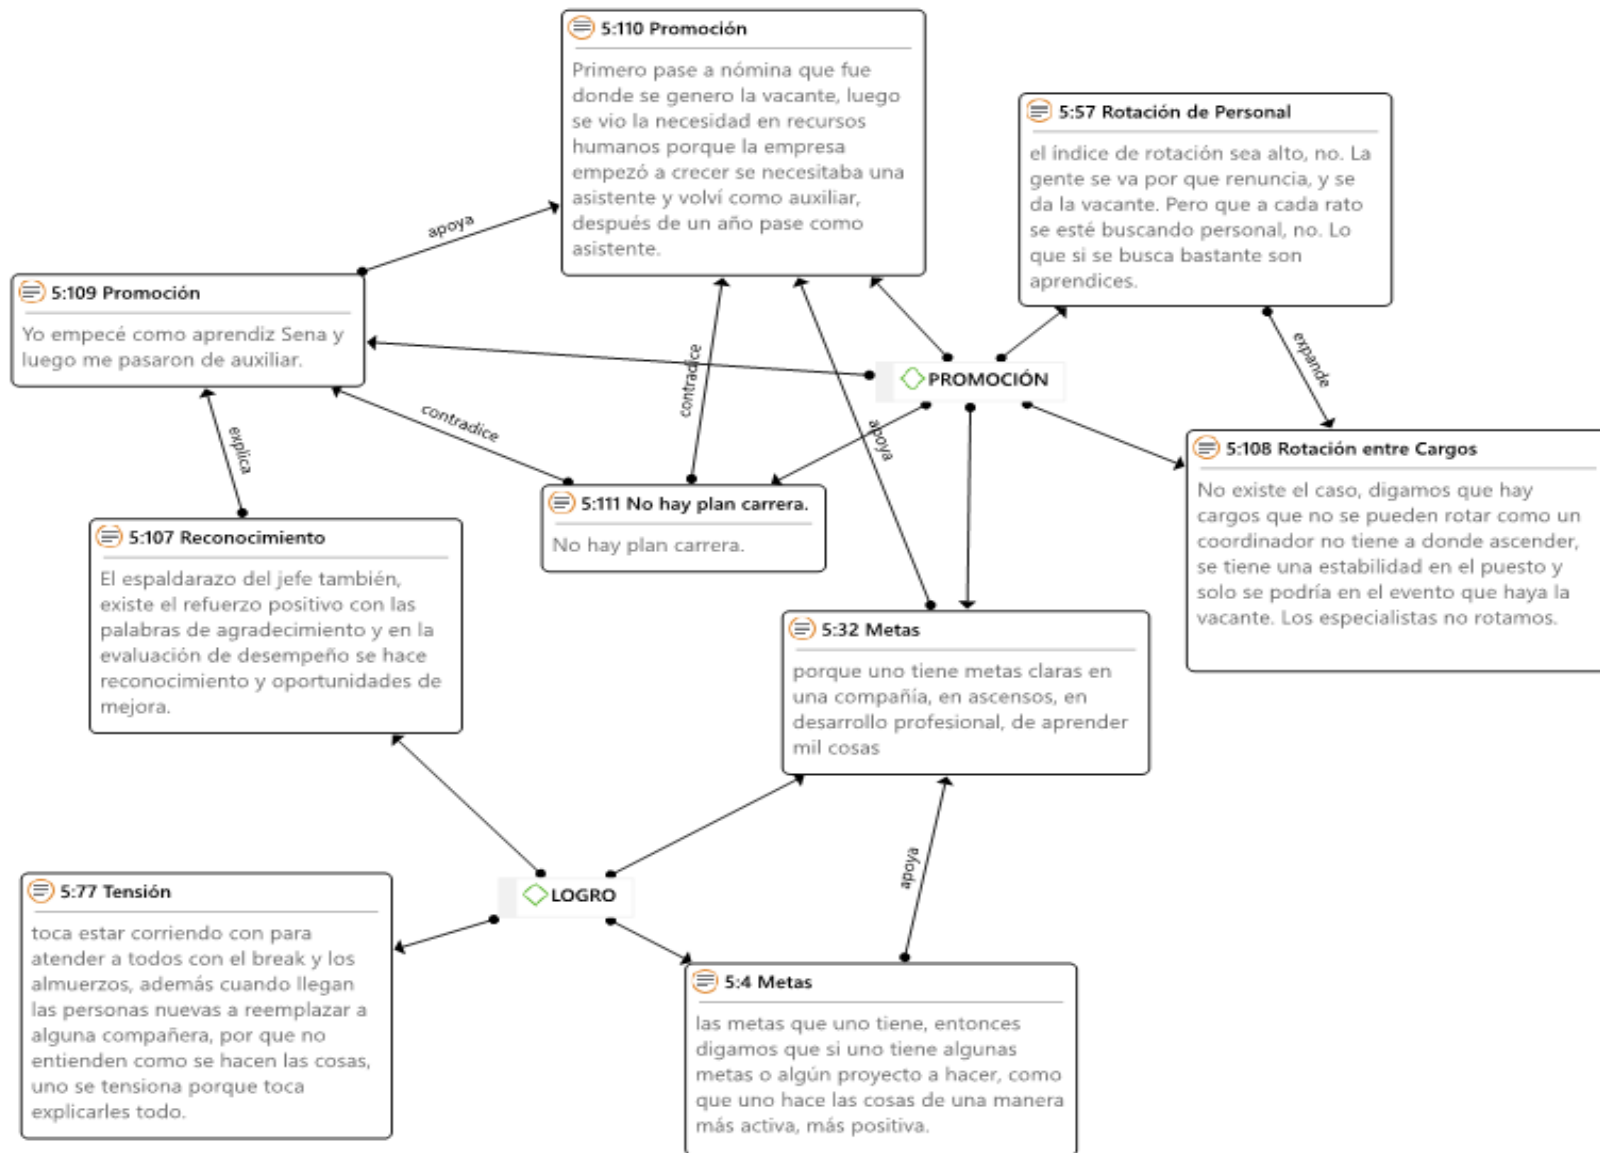 5:110 Promoción
Primero pase a nómina que fue
donde se genero la vacante, luego
se vio la necesidad en recursos
humanos porque la empresa
empezó a crecer se necesitaba una
asistente y volví como auxiliar,
después de un año pase como
asistente.
5:57 Rotación de Personal
el índice de rotación sea alto, no. La
gente se va por que renuncia, y se
da la vacante. Pero que a cada rato
se esté buscando personal, no. Lo
que si se busca bastante son
aprendices.
apoya
5:109 Promoción
Yo empecé como aprendiz Sena y
luego me pasaron de auxiliar.
contradice
expande
PROMOCIÓN
contradice
apoya
explica
5:108 Rotación entre Cargos
No existe el caso, digamos que hay
cargos que no se pueden rotar como un
coordinador no tiene a donde ascender,
se tiene una estabilidad en el puesto y
solo se podría en el evento que haya la
vacante. Los especialistas no rotamos.
5:111 No hay plan carrera.
No hay plan carrera.
5:107 Reconocimiento
El espaldarazo del jefe también,
existe el refuerzo positivo con las
palabras de agradecimiento y en la
evaluación de desempeño se hace
reconocimiento y oportunidades de
mejora.
5:32 Metas
porque uno tiene metas claras en
una compañía, en ascensos, en
desarrollo profesional, de aprender
mil cosas
apoya
LOGRO
5:77 Tensión
toca estar corriendo con para
atender a todos con el break y los
almuerzos, además cuando llegan
las personas nuevas a reemplazar a
alguna compañera, por que no
entienden como se hacen las cosas,
uno se tensiona porque toca
explicarles todo.
5:4 Metas
las metas que uno tiene, entonces
digamos que si uno tiene algunas
metas o algún proyecto a hacer, como
que uno hace las cosas de una manera
más activa, más positiva.